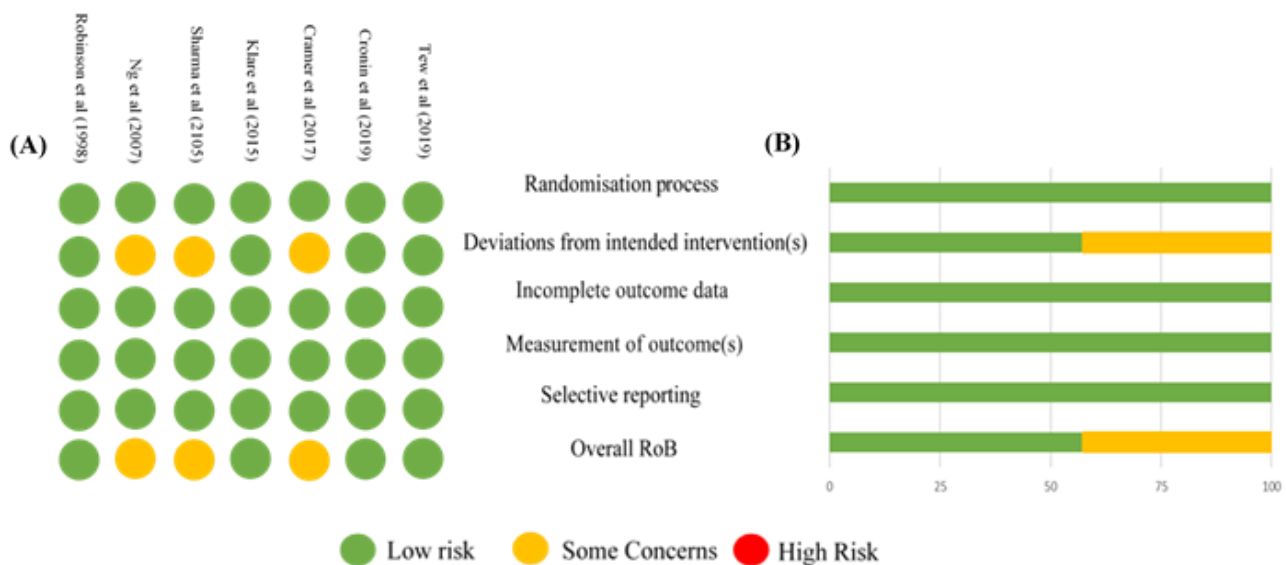 Robinson et al (1998)
Ng et al (2007)
Sharma et al (2105)
Klare et al (2015)
Cramer et al (2017)
Cronin et al (2019)
Tew et al (2019)
(A)
(B)
Randomisation process
Deviations from intended intervention(s)
Incomplete outcome data
Measurement of outcome(s)
Selective reporting
Overall RoB
0 25 50 75 100
Low risk Some Concerns High Risk